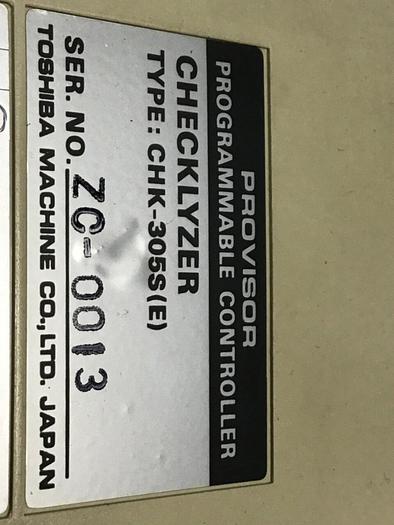 PROVISOR
PROGRAMMABLE CONTROLLER
CHECKLYZER
TYPE: CHK-305S(E)
SER. NO. ZC-0013
TOSHIBA MACHINE CO.,LTD. JAPAN